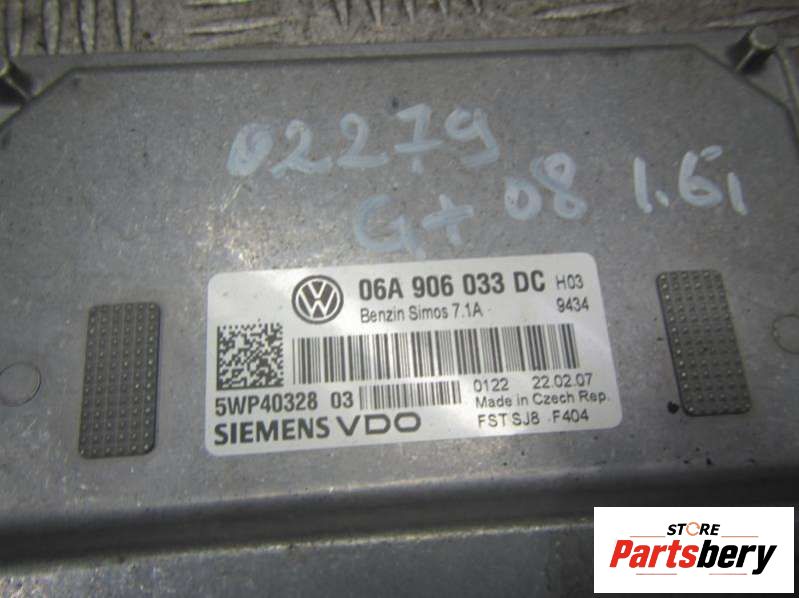 02279
G+ 08 1.6i
06A 906 033 DC H03
Benzin Simos 7.1A 9434
5WP40328 03 0122 22.02.07
Made in Czech Rep.
SIEMENS VDO FST SJ8 F404
STORE
Partsbery